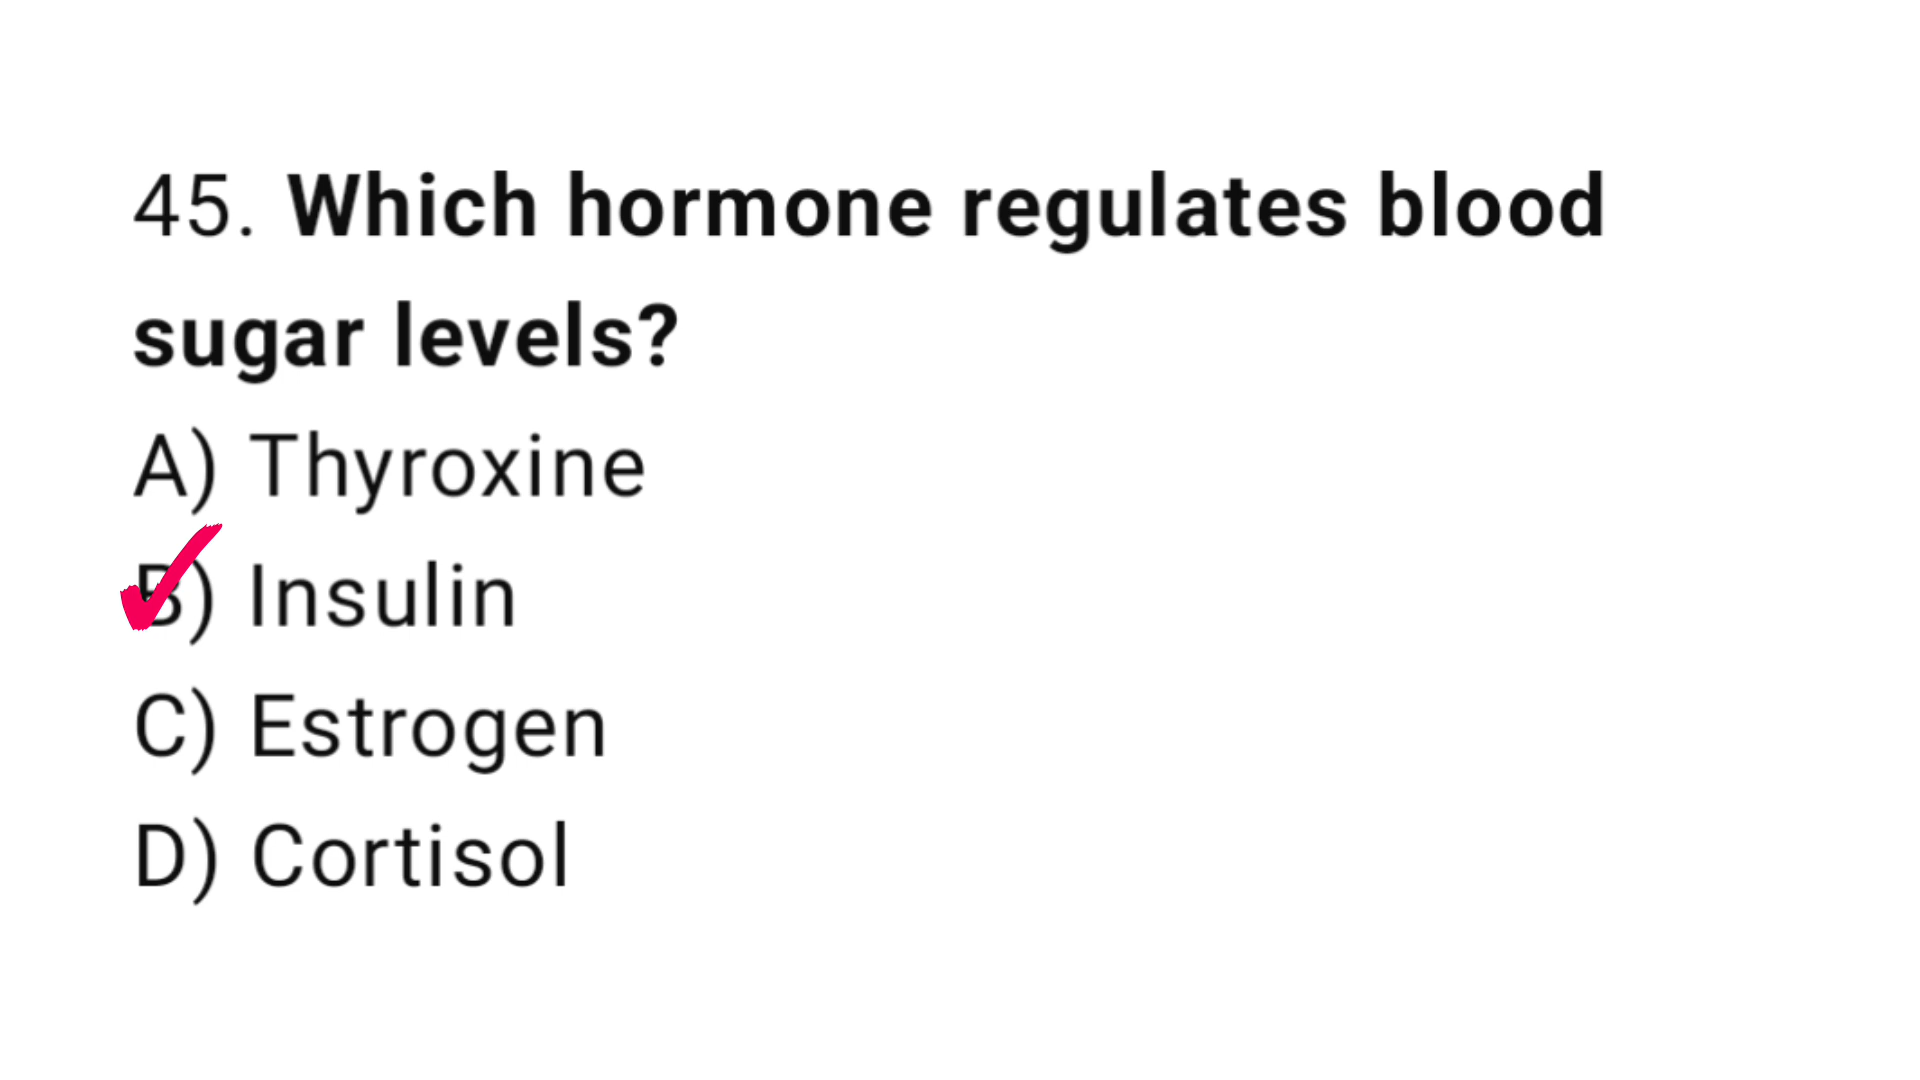 45. Which hormone regulates blood
sugar levels?
A) Thyroxine
B) Insulin
C) Estrogen
D) Cortisol